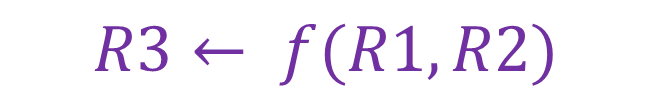 R3 ← f(R1, R2)